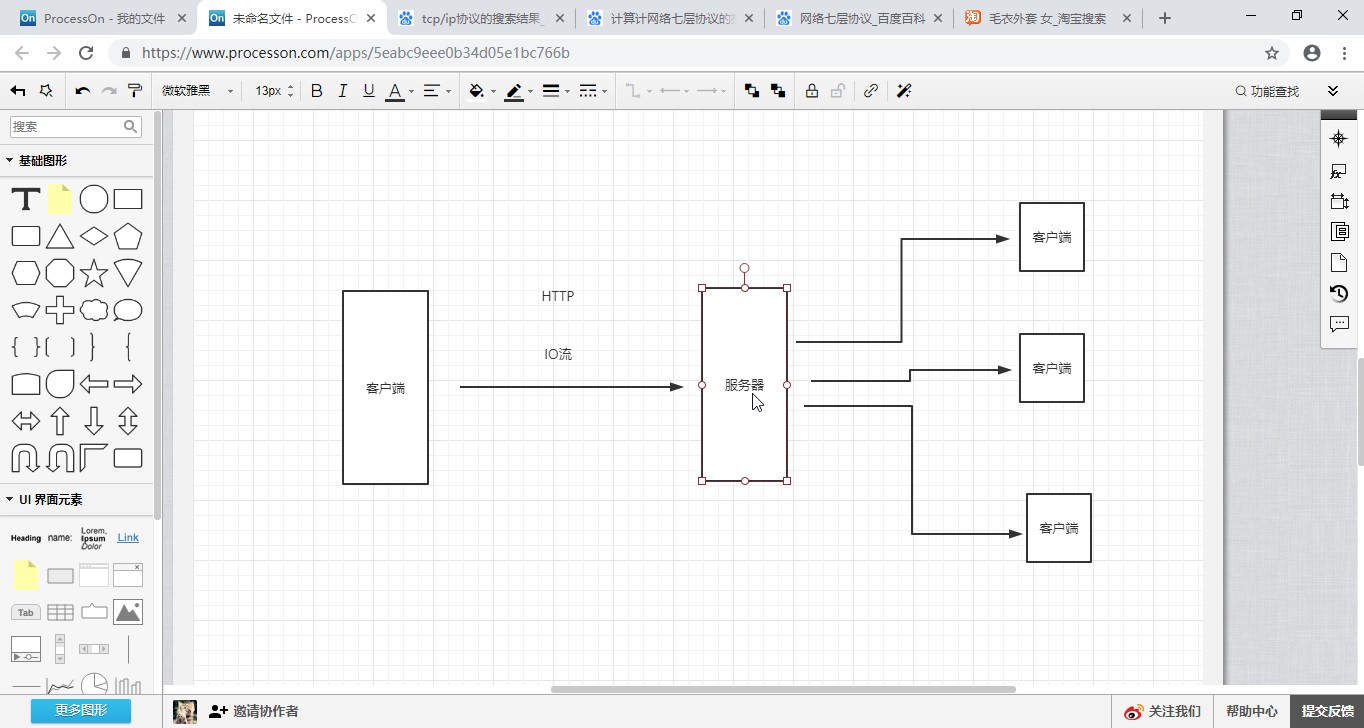 ProcessOn - 我的文件
未命名文件 - ProcessO
tcp/ip协议的搜索结果_
计算计网络七层协议的
网络七层协议_百度百科
毛衣外套 女_淘宝搜索
https://www.processon.com/apps/5eabc9eee0b34d05e1bc766b
微软雅黑
13px
B I U A
功能查找
搜索
基础图形
T
UI 界面元素
Heading
name:
Lorem,
Ipsum
Dolor
Link
Tab
更多图形
HTTP
IO流
客户端
服务器
客户端
客户端
客户端
邀请协作者
关注我们
帮助中心
提交反馈